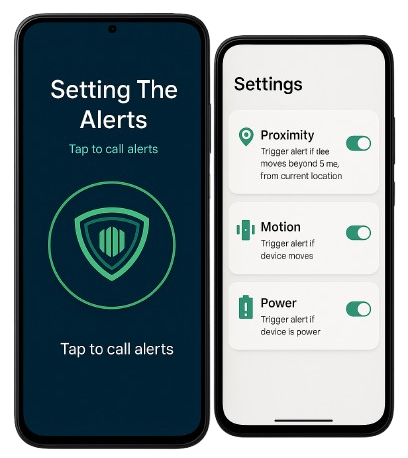 Setting The
Alerts
Tap to call alerts
Tap to call alerts
Settings
Proximity
Trigger alert if
moves beyond 5 me,
from current location
Motion
Trigger alert if
device moves
Power
Trigger alert if
device is power